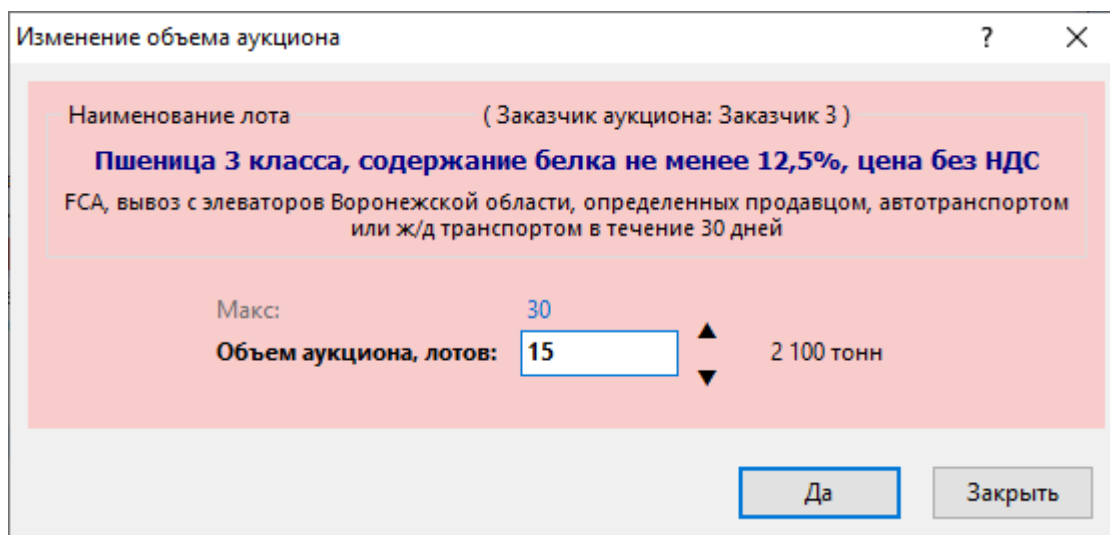 Изменение объема аукциона
?
Наименование лота ( Заказчик аукциона: Заказчик 3 )
Пшеница 3 класса, содержание белка не менее 12,5%, цена без НДС
FCA, вывоз с элеваторов Воронежской области, определенных продавцом, автотранспортом
или ж/д транспортом в течение 30 дней
Макс: 30
Объем аукциона, лотов: 15 2 100 тонн
Да Закрыть